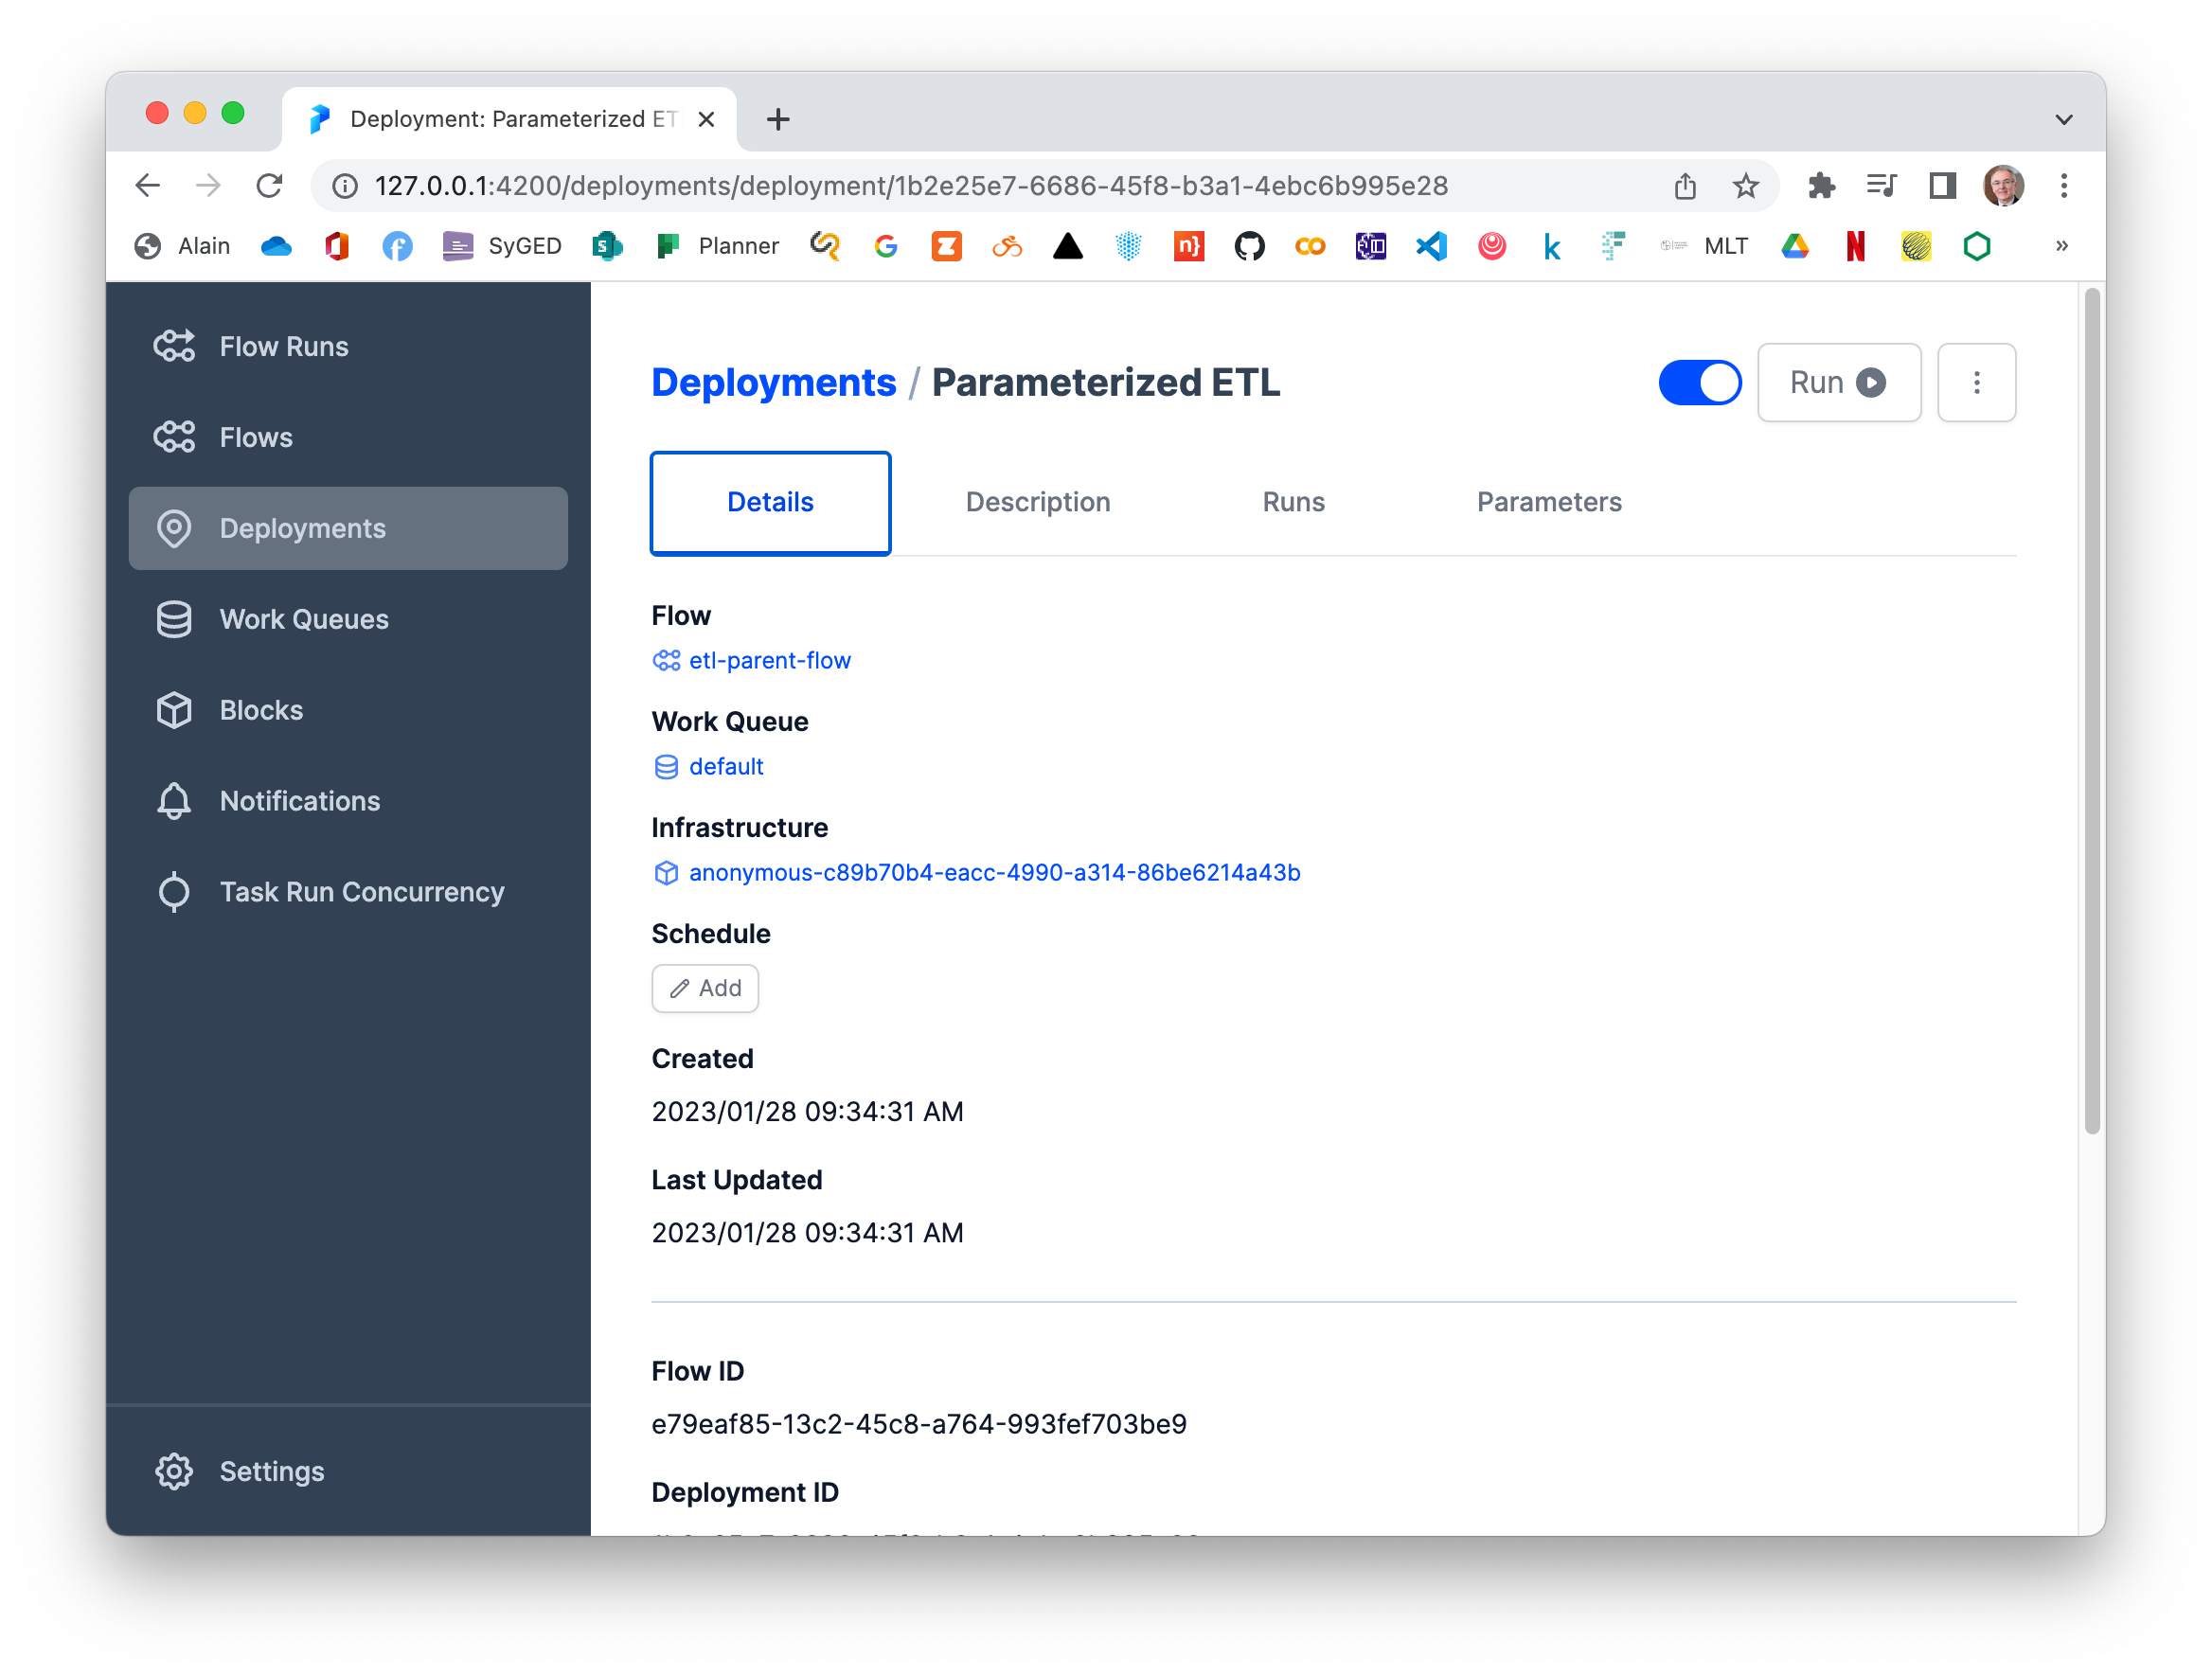 Deployment: Parameterized ET
127.0.0.1:4200/deployments/deployment/1b2e25e7-6686-45f8-b3a1-4ebc6b995e28
Alain SyGED Planner MLT »
Flow Runs
Flows
Deployments
Work Queues
Blocks
Notifications
Task Run Concurrency
Settings
Deployments / Parameterized ETL
Run
Details Description Runs Parameters
Flow
etl-parent-flow
Work Queue
default
Infrastructure
anonymous-c89b70b4-eacc-4990-a314-86be6214a43b
Schedule
Add
Created
2023/01/28 09:34:31 AM
Last Updated
2023/01/28 09:34:31 AM
Flow ID
e79eaf85-13c2-45c8-a764-993fef703be9
Deployment ID